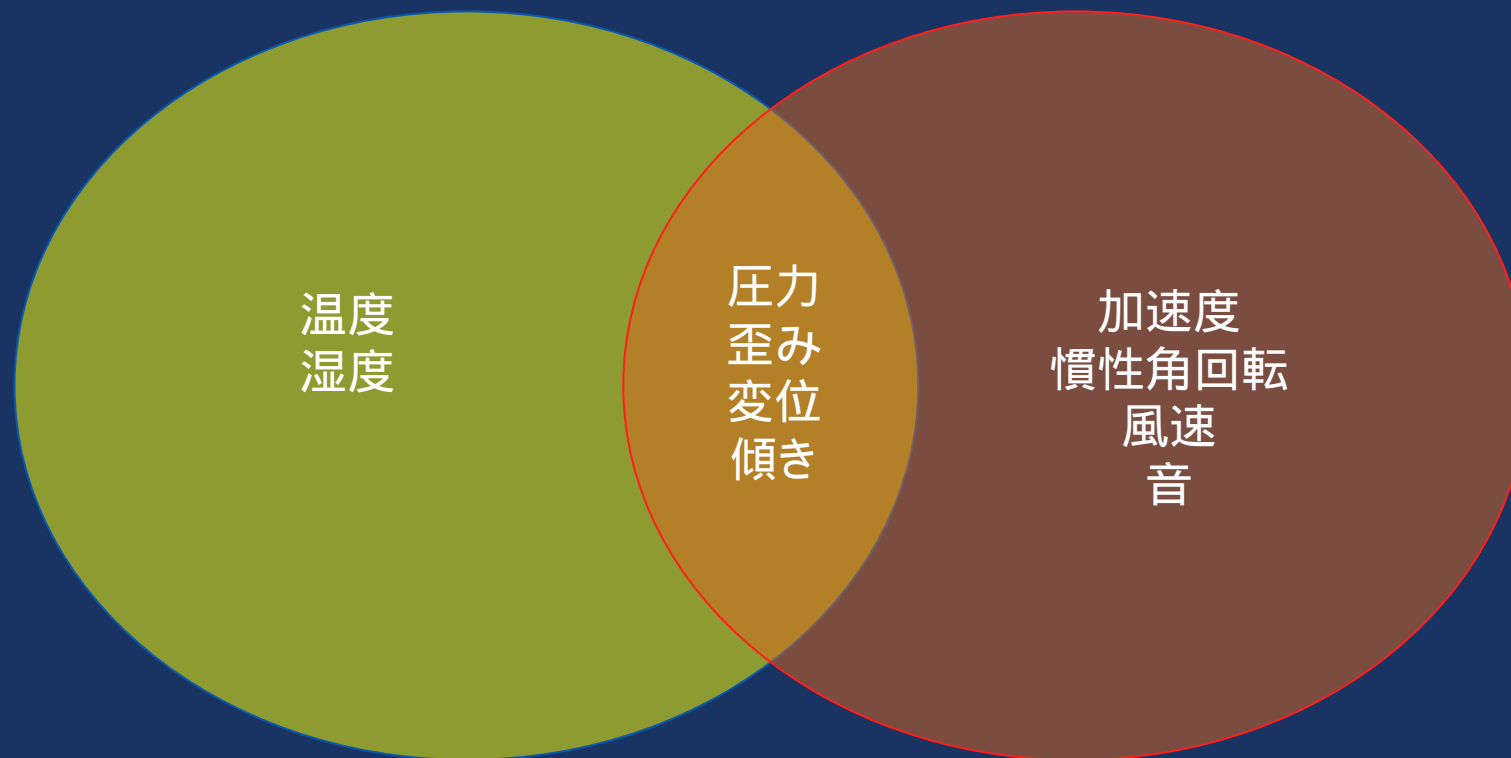 温度
湿度
圧力
歪み
変位
傾き
加速度
慣性角回転
風速
音